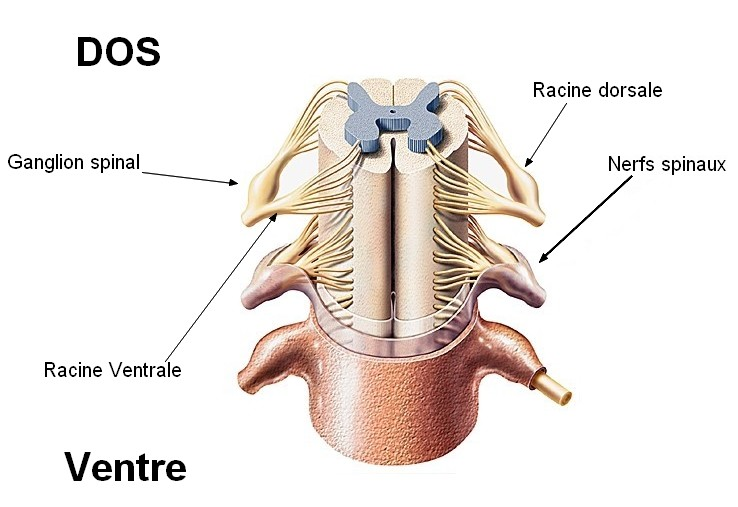 DOS
Racine dorsale
Ganglion spinal
Nerfs spinaux
Racine Ventrale
Ventre